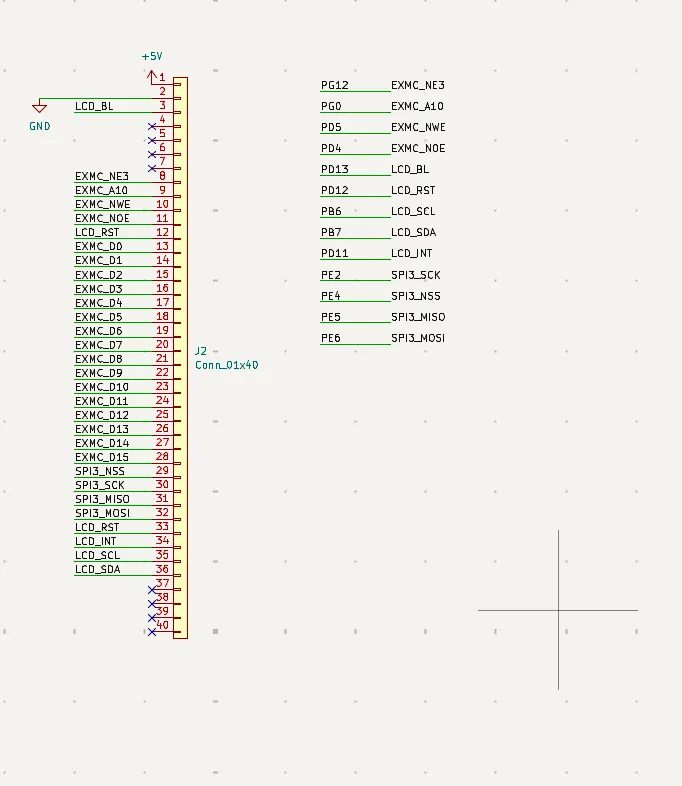 +5V
1
2
LCD_BL 3
GND
4
5
6
7
EXMC_NE3 8
EXMC_A10 9
EXMC_NWE 10
EXMC_NOE 11
LCD_RST 12
EXMC_D0 13
EXMC_D1 14
EXMC_D2 15
EXMC_D3 16
EXMC_D4 17
EXMC_D5 18
EXMC_D6 19
EXMC_D7 20
EXMC_D8 21
EXMC_D9 22
EXMC_D10 23
EXMC_D11 24
EXMC_D12 25
EXMC_D13 26
EXMC_D14 27
EXMC_D15 28
SPI3_NSS 29
SPI3_SCK 30
SPI3_MISO 31
SPI3_MOSI 32
LCD_RST 33
LCD_INT 34
LCD_SCL 35
LCD_SDA 36
37
38
39
40
J2
Conn_01x40
PG12 EXMC_NE3
PG0 EXMC_A10
PD5 EXMC_NWE
PD4 EXMC_NOE
PD13 LCD_BL
PD12 LCD_RST
PB6 LCD_SCL
PB7 LCD_SDA
PD11 LCD_INT
PE2 SPI3_SCK
PE4 SPI3_NSS
PE5 SPI3_MISO
PE6 SPI3_MOSI